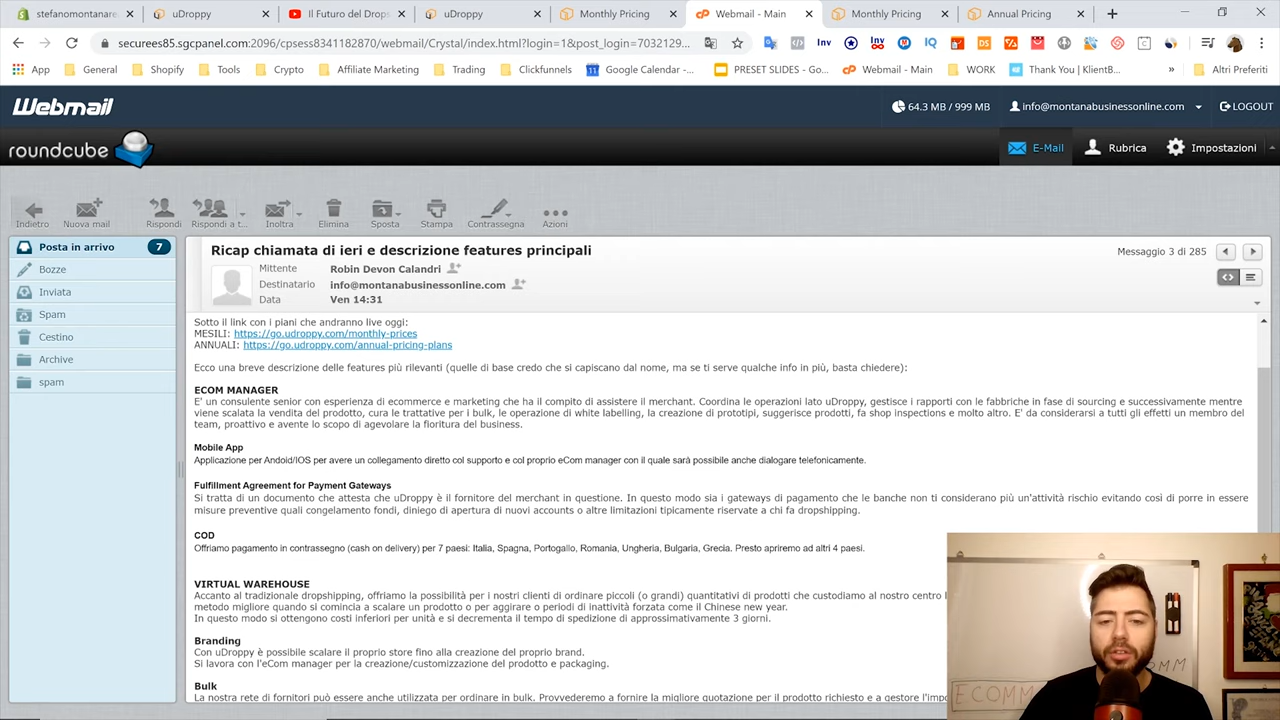 stefanomontanare
uDroppy
Il Futuro del Drops
uDroppy
Monthly Pricing
Webmail - Main
Monthly Pricing
Annual Pricing
securees85.sgcpanel.com:2096/cpsess8341182870/webmail/Crystal/index.html?login=1&post_login=7032129...
App General Shopify Tools Crypto Affiliate Marketing Trading Clickfunnels Google Calendar -... PRESET SLIDES - Go... Webmail - Main WORK Thank You | KlientB... » Altri Preferiti
Webmail
64.3 MB / 999 MB info@montanabusinessonline.com LOGOUT
roundcube
E-Mail Rubrica Impostazioni
Indietro Nuova mail Rispondi Rispondi a t... Inoltra Elimina Sposta Stampa Contrassegna Azioni
Posta in arrivo 7
Bozze
Inviata
Spam
Cestino
Archive
spam
Ricap chiamata di ieri e descrizione features principali
Messaggio 3 di 285
Mittente Robin Devon Calandri
Destinatario info@montanabusinessonline.com
Data Ven 14:31
Sotto il link con i piani che andranno live oggi:
MESILI: https://go.udroppy.com/monthly-prices
ANNUALI: https://go.udroppy.com/annual-pricing-plans
Ecco una breve descrizione delle features più rilevanti (quelle di base credo che si capiscano dal nome, ma se ti serve qualche info in più, basta chiedere):
ECOM MANAGER
E' un consulente senior con esperienza di ecommerce e marketing che ha il compito di assistere il merchant. Coordina le operazioni lato uDroppy, gestisce i rapporti con le fabbriche in fase di sourcing e successivamente mentre
viene scalata la vendita del prodotto, cura le trattative per i bulk, le operazione di white labelling, la creazione di prototipi, suggerisce prodotti, fa shop inspections e molto altro. E' da considerarsi a tutti gli effetti un membro del
team, proattivo e avente lo scopo di agevolare la fioritura del business.
Mobile App
Applicazione per Andoid/IOS per avere un collegamento diretto col supporto e col proprio eCom manager con il quale sarà possibile anche dialogare telefonicamente.
Fulfillment Agreement for Payment Gateways
Si tratta di un documento che attesta che uDroppy è il fornitore del merchant in questione. In questo modo sia i gateways di pagamento che le banche non ti considerano più un'attività rischio evitando così di porre in essere
misure preventive quali congelamento fondi, diniego di apertura di nuovi accounts o altre limitazioni tipicamente riservate a chi fa dropshipping.
COD
Offriamo pagamento in contrassegno (cash on delivery) per 7 paesi: Italia, Spagna, Portogallo, Romania, Ungheria, Bulgaria, Grecia. Presto apriremo ad altri 4 paesi.
VIRTUAL WAREHOUSE
Accanto al tradizionale dropshipping, offriamo la possibilità per i nostri clienti di ordinare piccoli (o grandi) quantitativi di prodotti che custodiamo al nostro centro
metodo migliore quando si comincia a scalare un prodotto o per aggirare o periodi di inattività forzata come il Chinese new year.
In questo modo si ottengono costi inferiori per unità e si decrementa il tempo di spedizione di approssimativamente 3 giorni.
Branding
Con uDroppy è possibile scalare il proprio store fino alla creazione del proprio brand.
Si lavora con l'eCom manager per la creazione/customizzazione del prodotto e packaging.
Bulk
La nostra rete di fornitori può essere anche utilizzata per ordinare in bulk. Provvederemo a fornire la migliore quotazione per il prodotto richiesto e a gestore l'imp
ECOMM